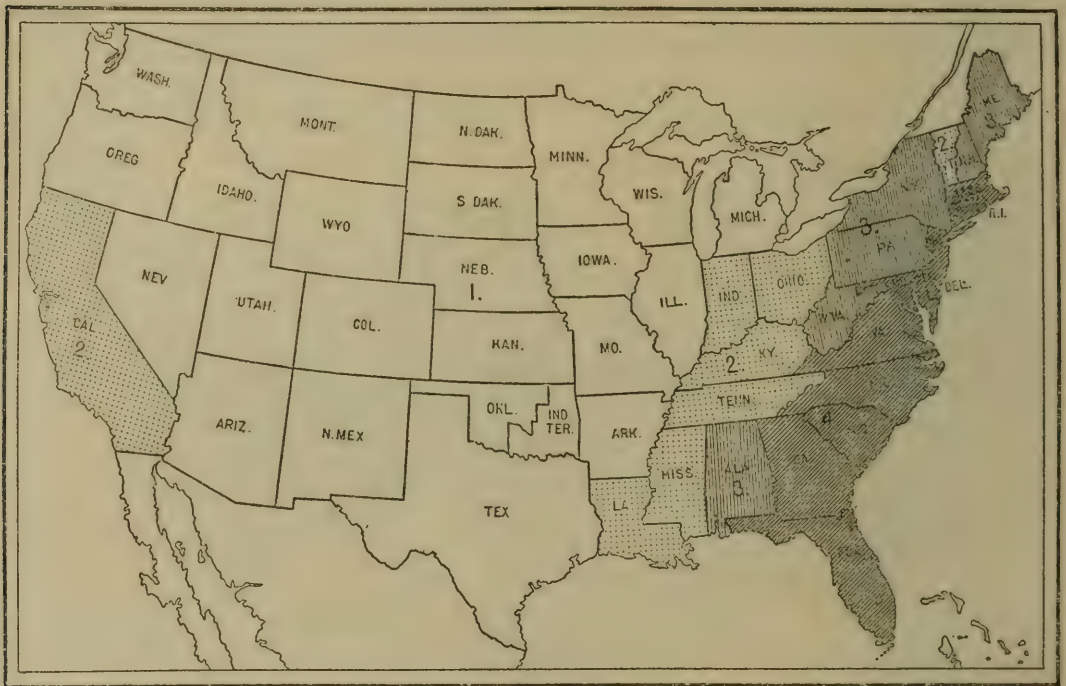 WASH.
MONT.
N. DAK.
MINN.
ME.
3.
OREG
IDAHO.
S DAK.
WIS.
MICH.
2.
N.H.
N.Y.
R.I.
WYO
NEB.
1.
IOWA.
3.
PA.
NEV
UTAH.
COL.
KAN.
ILL.
IND.
OHIO.
W.VA.
DEL.
VA.
CAL.
2.
MO.
2.
KY.
ARIZ.
N.MEX
OKL.
IND
TER.
ARK.
TENN.
4
TEX
LA.
MISS.
ALA.
3.
GA.